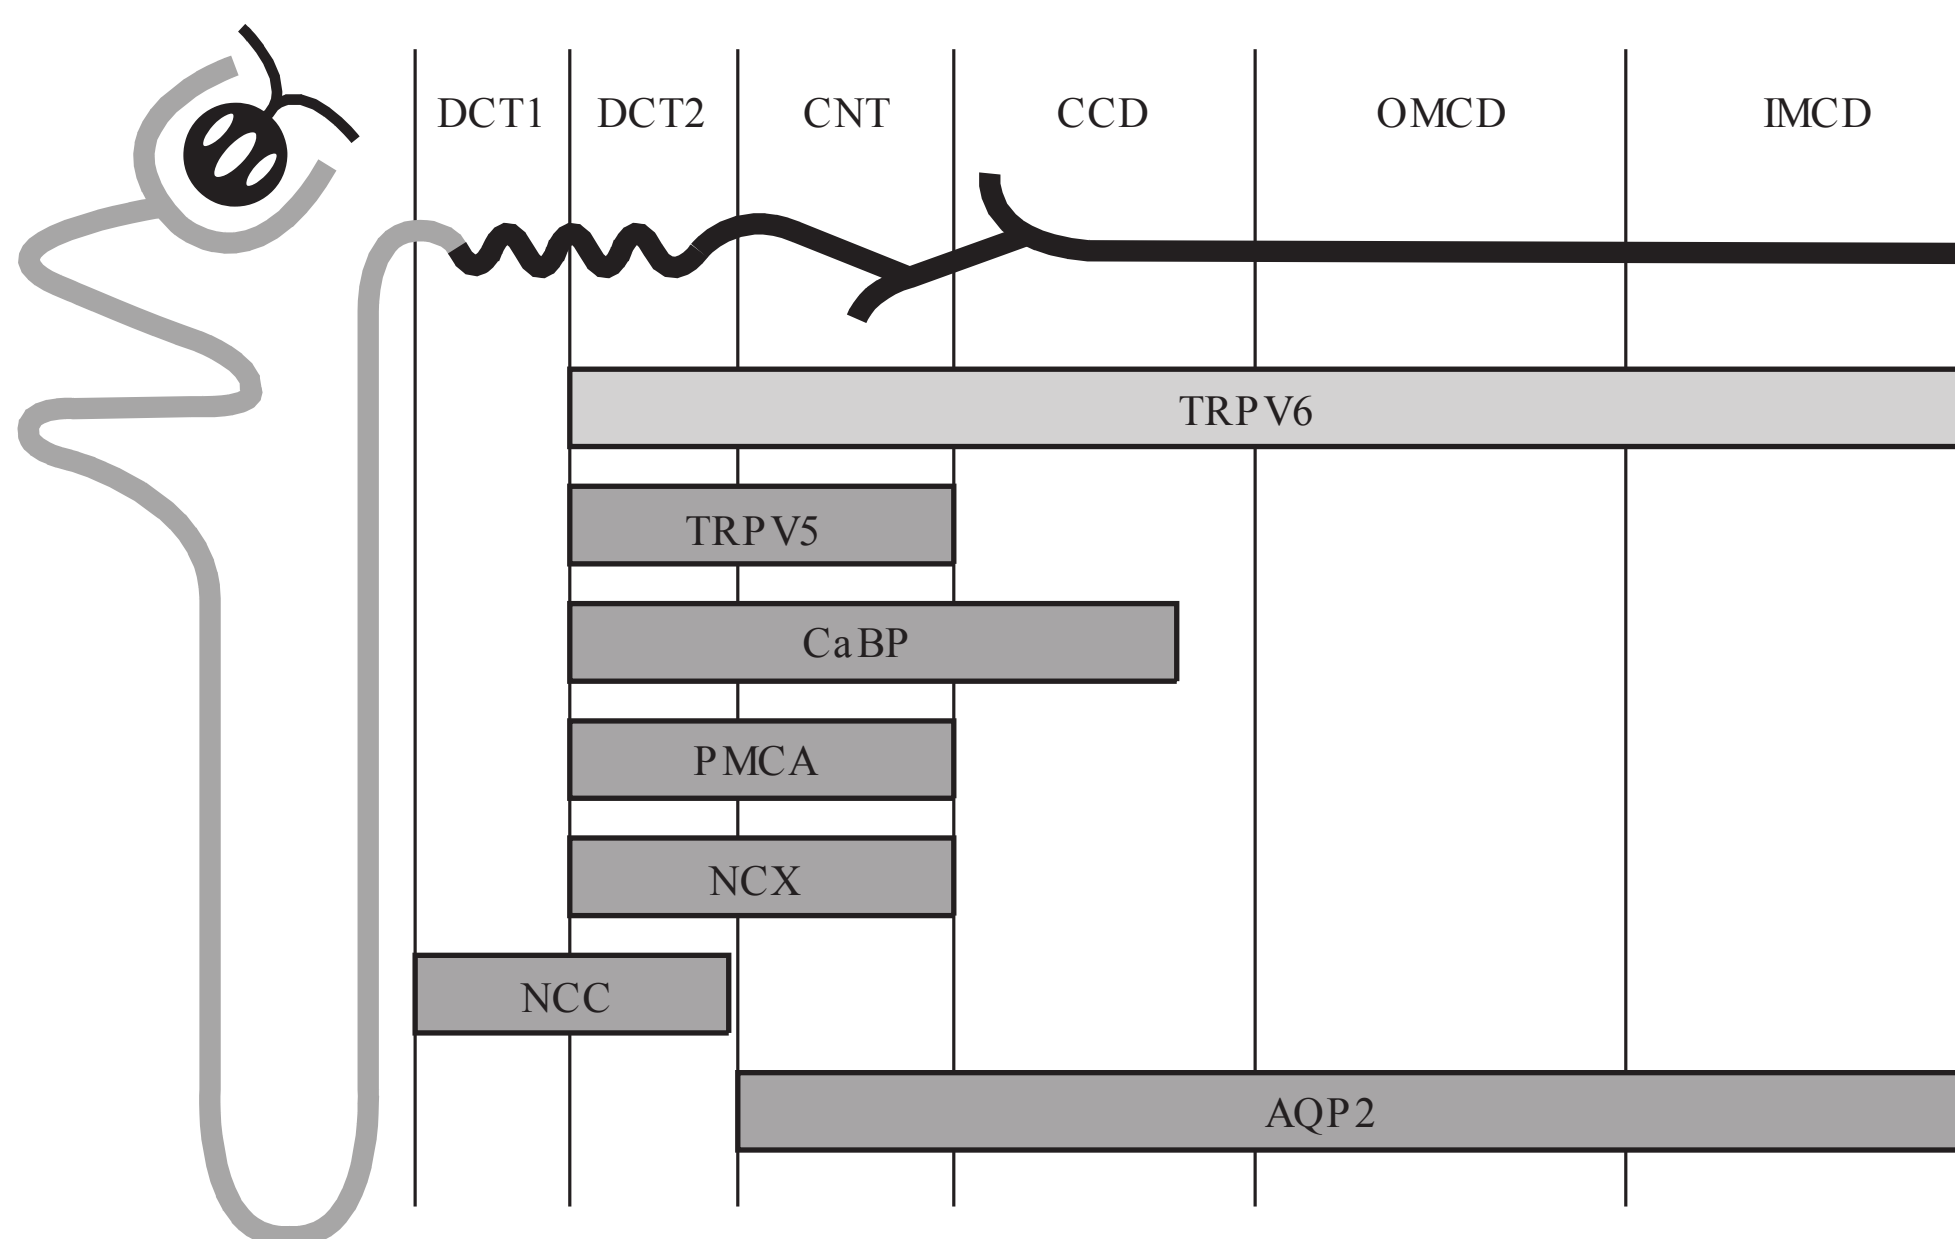 DCT1 DCT2 CNT CCD OMCD IMCD
TRPV6
TRPV5
CaBP
PMCA
NCX
NCC
AQP2